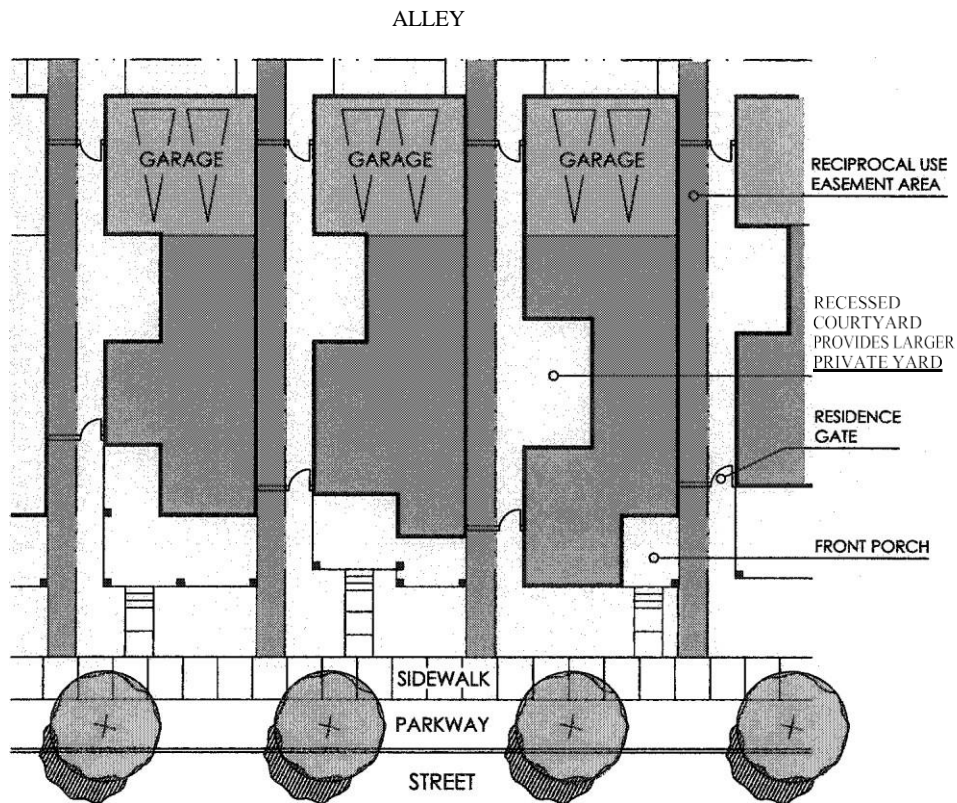 ALLEY
GARAGE
GARAGE
GARAGE
RECIPROCAL USE
EASEMENT AREA
RECESSED
COURTYARD
PROVIDES LARGER
PRIVATE YARD
RESIDENCE
GATE
FRONT PORCH
SIDEWALK
PARKWAY
STREET